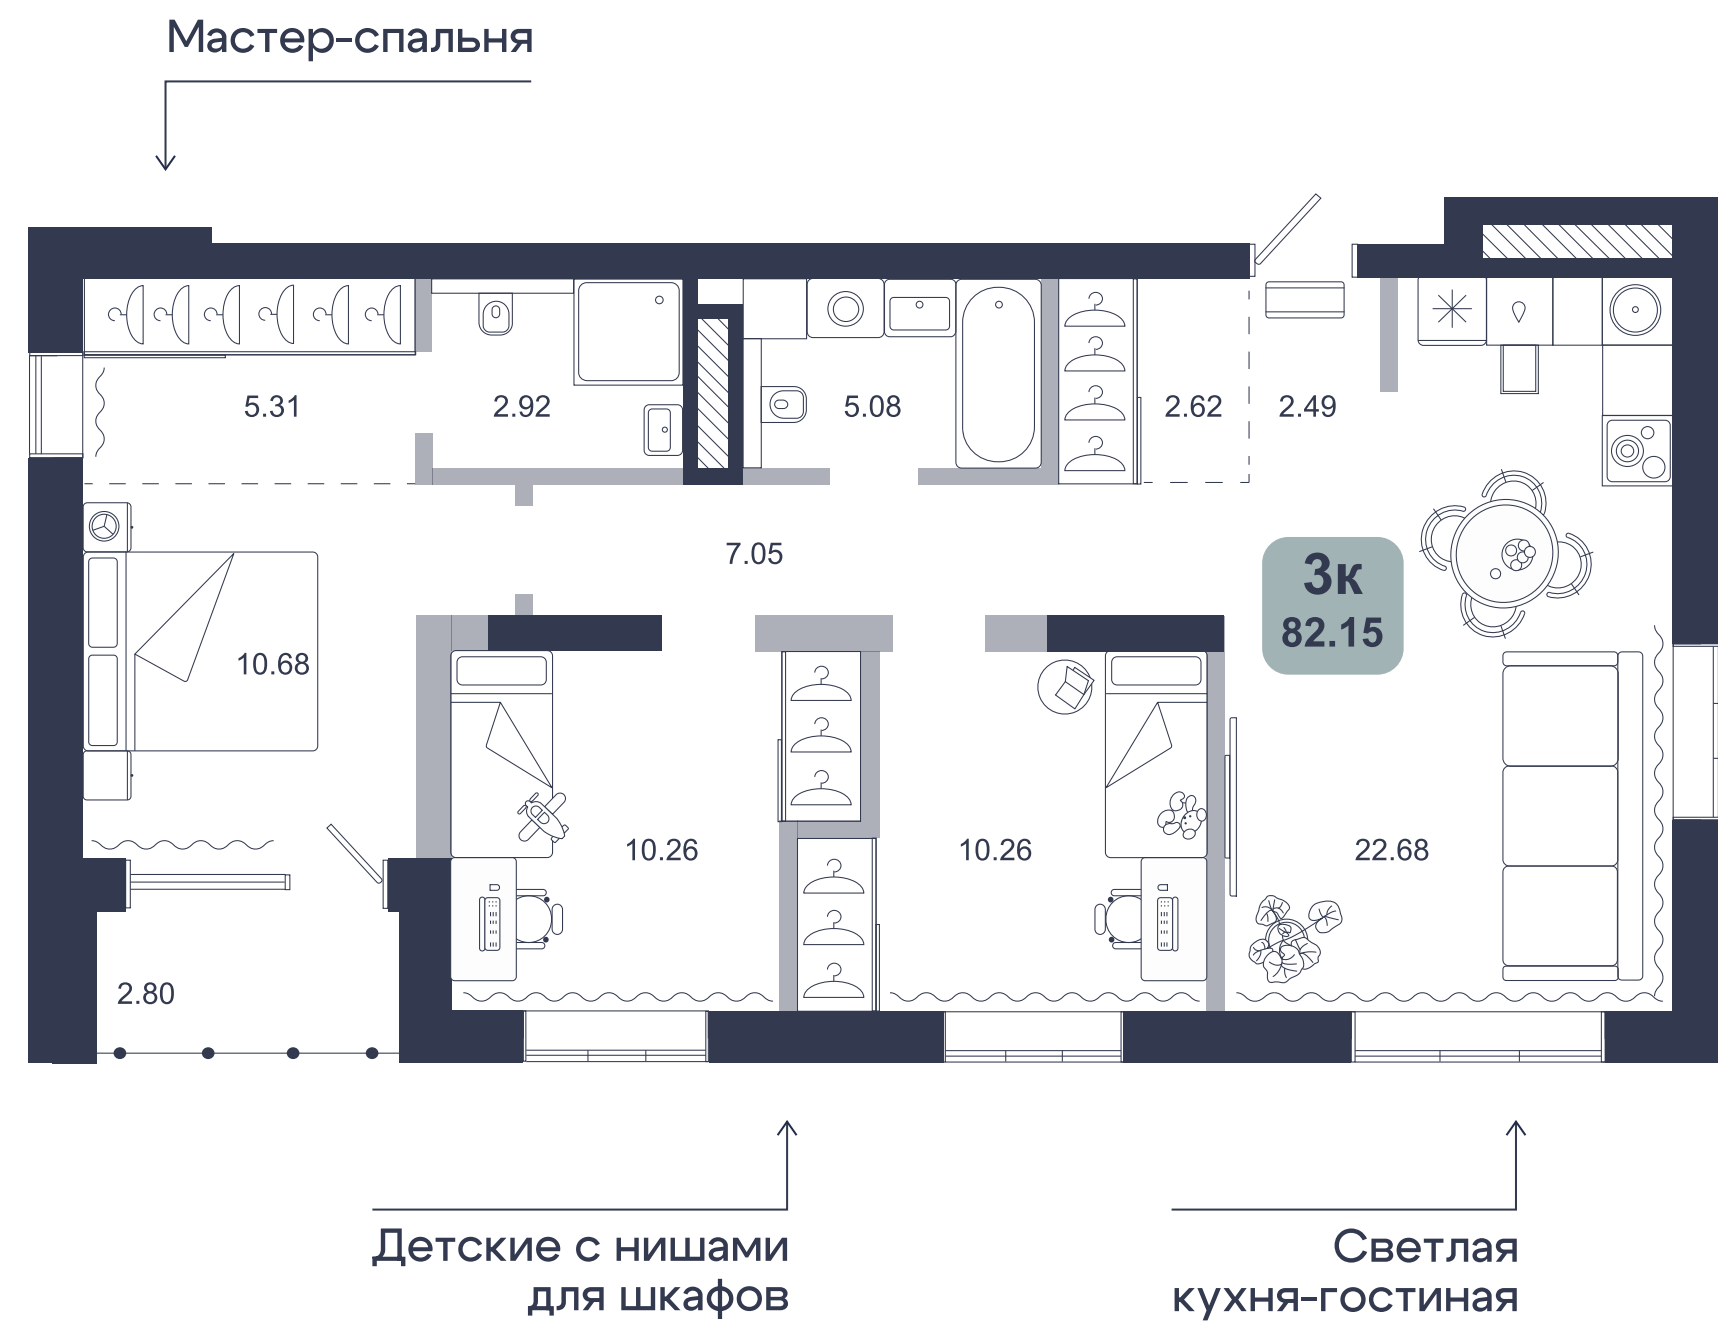 Мастер-спальня
5.31
2.92
5.08
2.62
2.49
7.05
3к
82.15
10.68
10.26
10.26
22.68
2.80
Детские с нишами
для шкафов
Светлая
кухня-гостиная